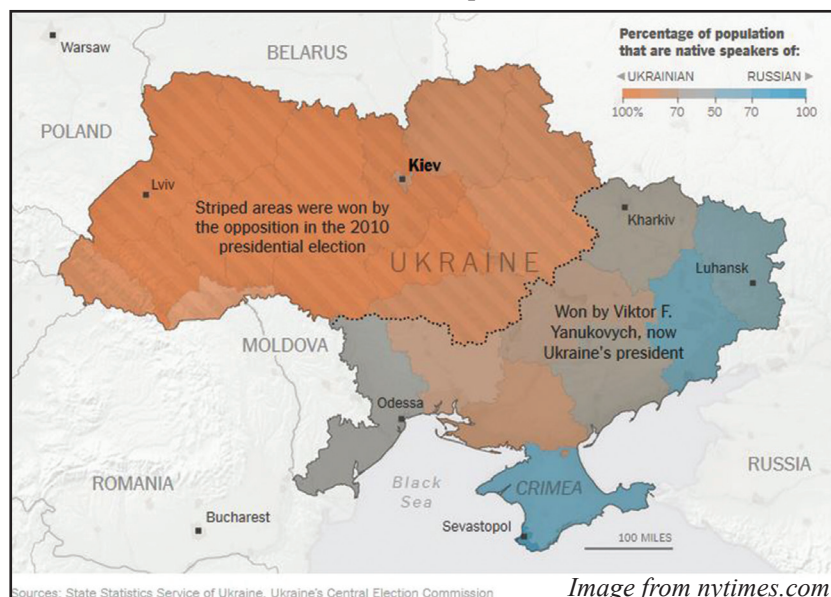 Percentage of population
that are native speakers of:
◀UKRAINIAN RUSSIAN▶
100% 70 50 70 100
Warsaw
BELARUS
POLAND
Kiev
Lviv
Striped areas were won by
the opposition in the 2010
presidential election
Kharkiv
UKRAINE
Luhansk
Won by Viktor F.
Yanukovych, now
Ukraine's president
MOLDOVA
Odessa
ROMANIA
Black
Sea
CRIMEA
RUSSIA
Bucharest
Sevastopol
100 MILES
Sources: State Statistics Service of Ukraine, Ukraine's Central Election Commission
Image from nytimes.com